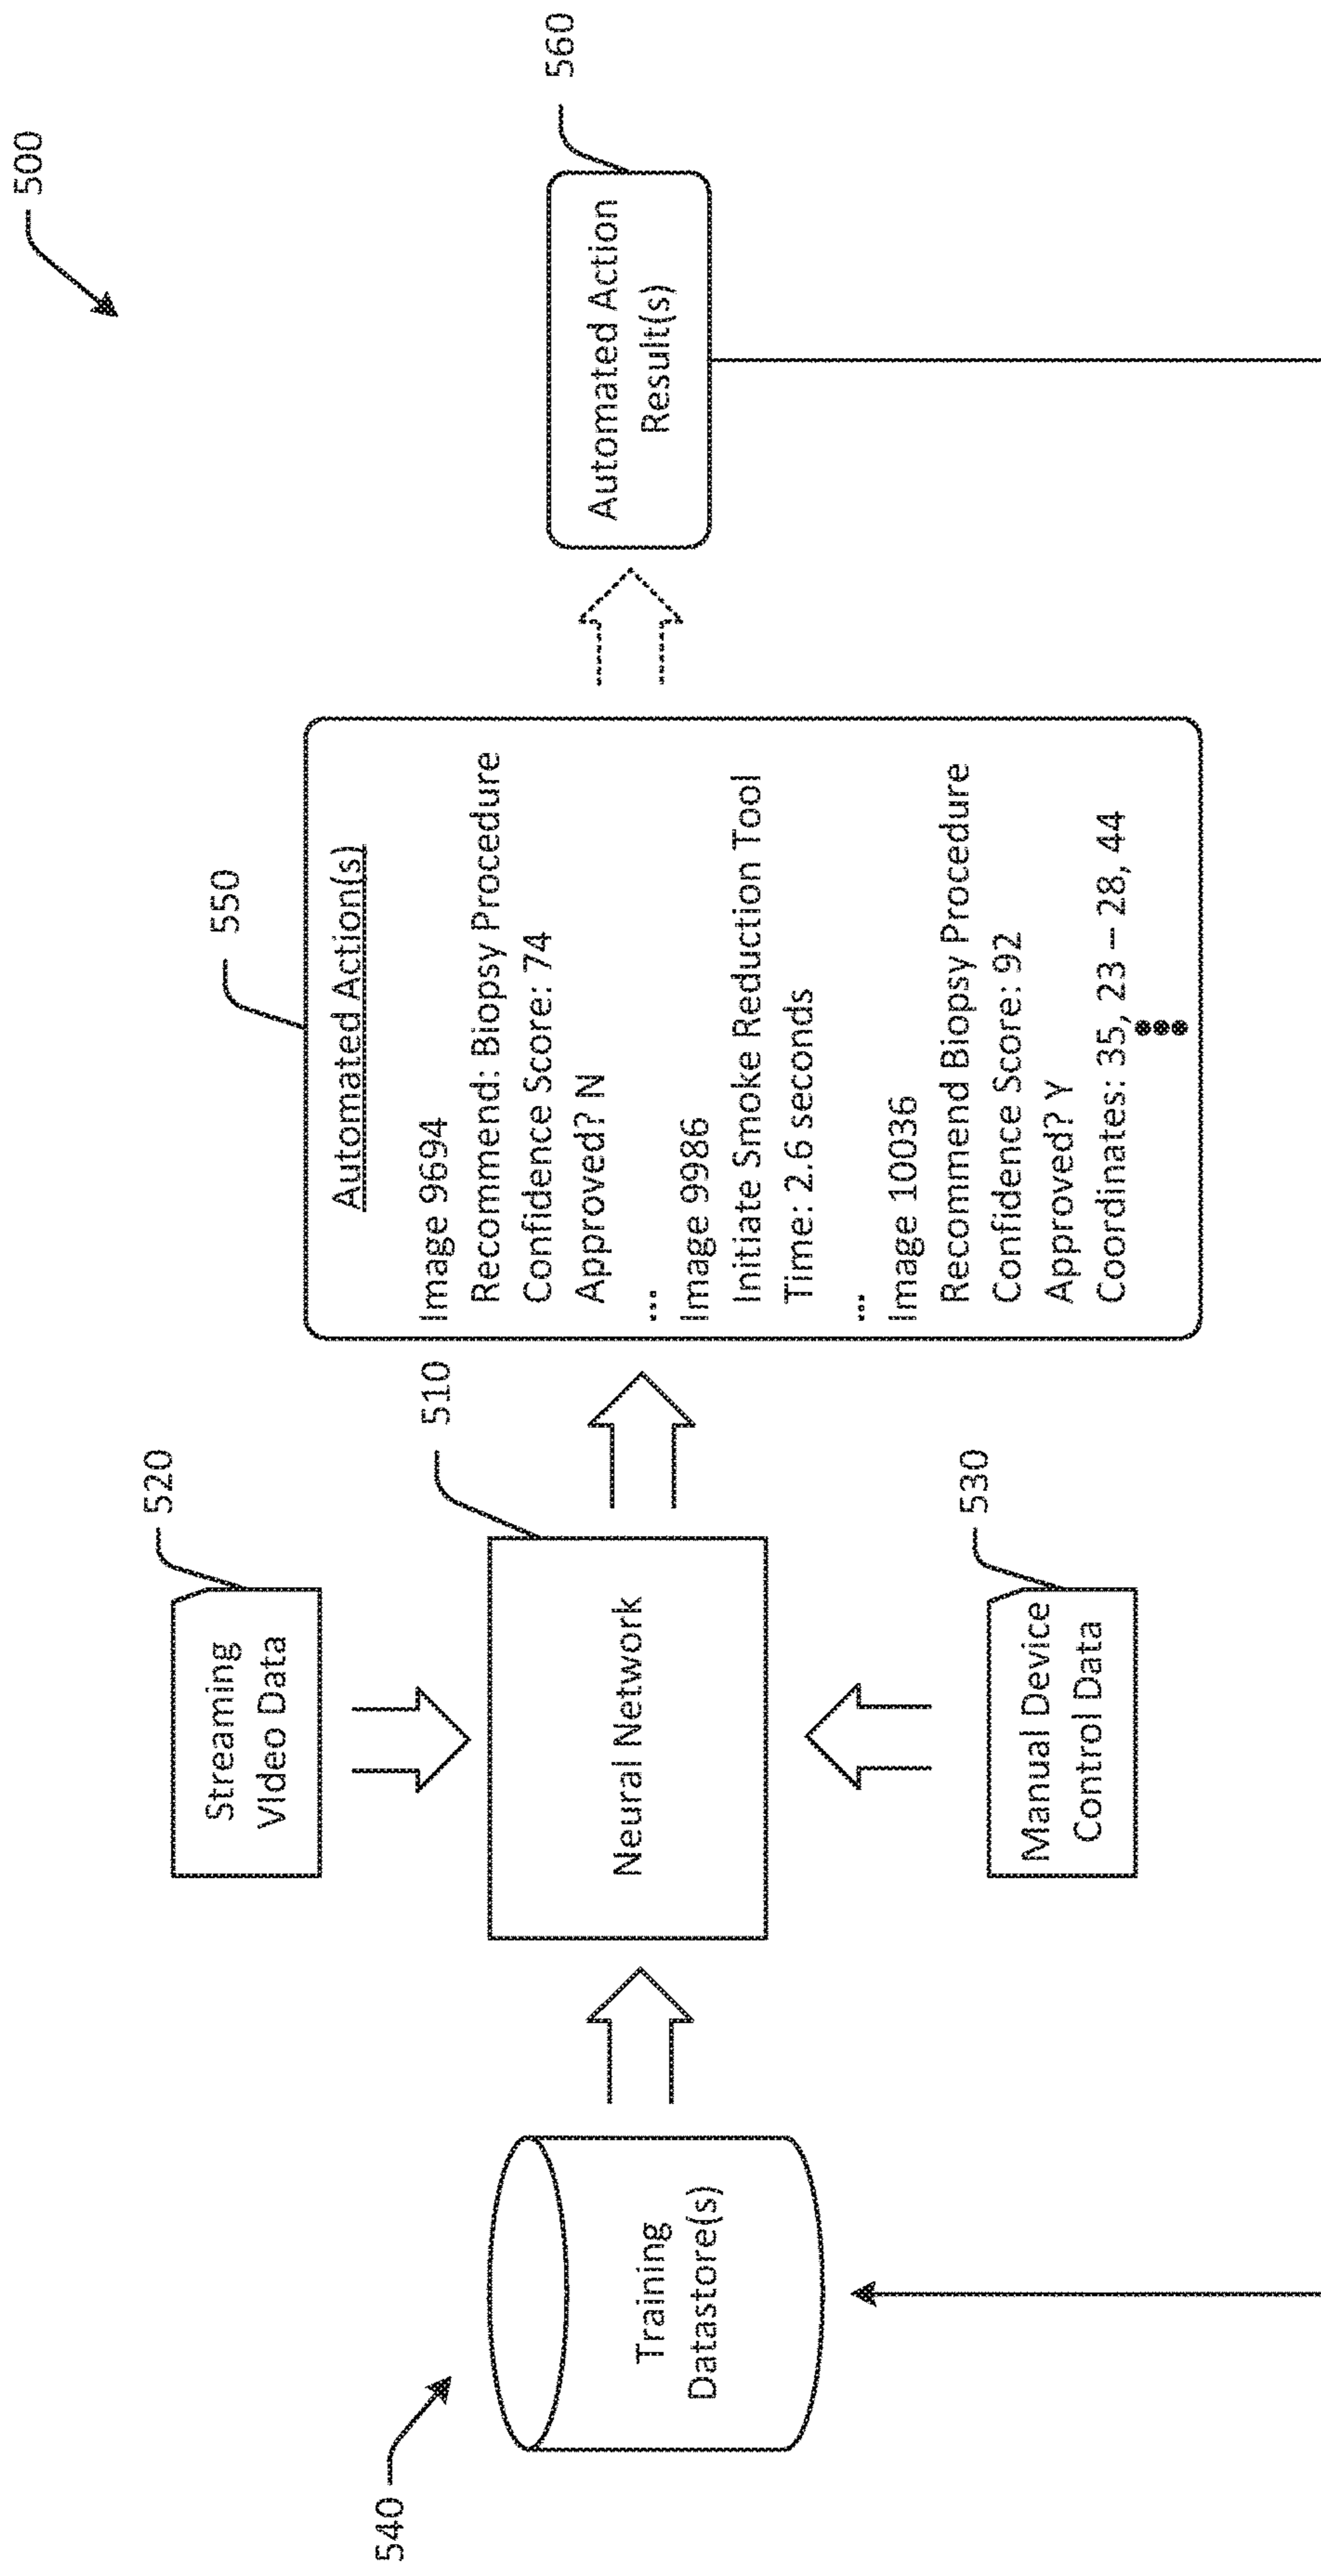 500
540
Training
Datastore(s)
520
Streaming
VIdeo Data
510
Neural Network
530
Manual Device
Control Data
550
Automated Action(s)
Image 9694
Recommend: Biopsy Procedure
Confidence Score: 74
Approved? N
...
Image 9986
Initiate Smoke Reduction Tool
Time: 2.6 seconds
...
Image 10036
Recommend Biopsy Procedure
Confidence Score: 92
Approved? Y
Coordinates: 35, 23 – 28, 44
560
Automated Action
Result(s)